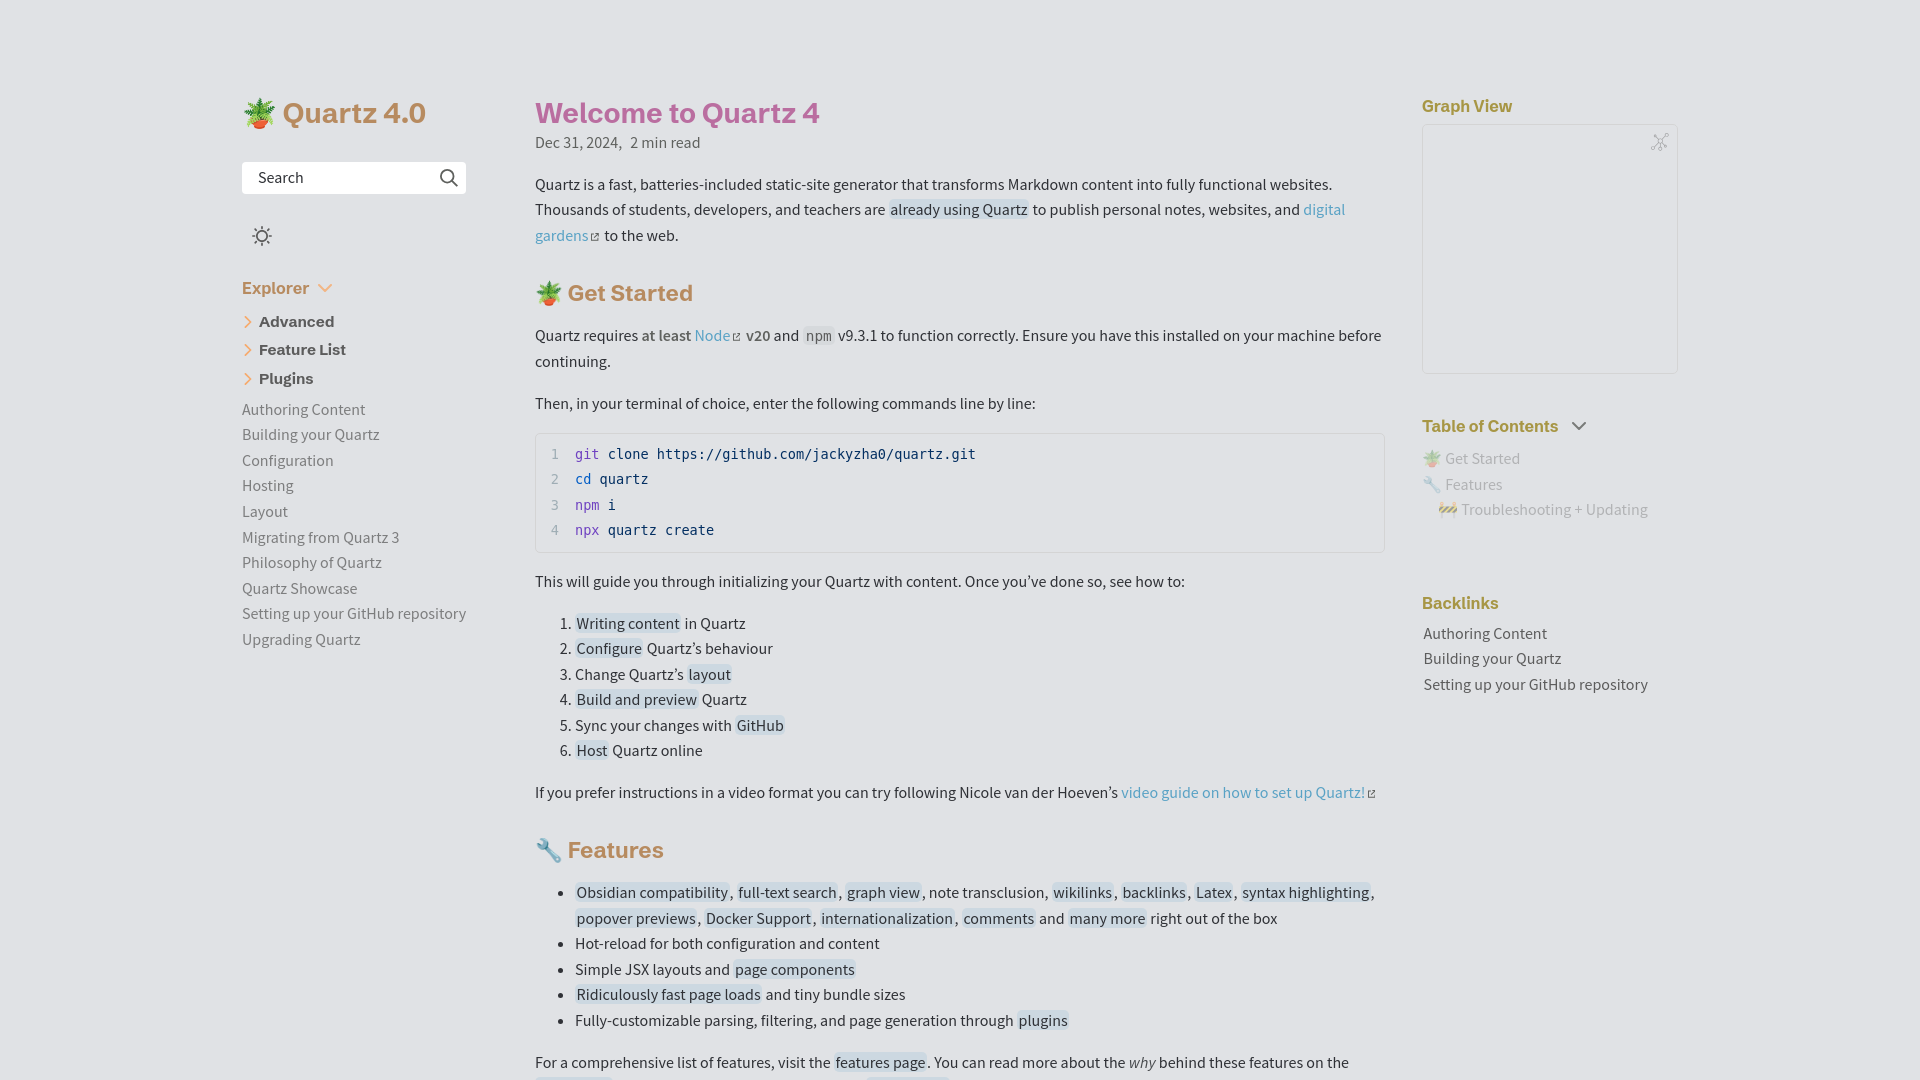 🪴 Quartz 4.0
Search
Explorer
Advanced
Feature List
Plugins
Authoring Content
Building your Quartz
Configuration
Hosting
Layout
Migrating from Quartz 3
Philosophy of Quartz
Quartz Showcase
Setting up your GitHub repository
Upgrading Quartz
Welcome to Quartz 4
Dec 31, 2024, 2 min read
Quartz is a fast, batteries-included static-site generator that transforms Markdown content into fully functional websites.
Thousands of students, developers, and teachers are already using Quartz to publish personal notes, websites, and digital
gardens to the web.
🪴 Get Started
Quartz requires at least Node v20 and npm v9.3.1 to function correctly. Ensure you have this installed on your machine before
continuing.
Then, in your terminal of choice, enter the following commands line by line:
1 git clone https://github.com/jackyzha0/quartz.git
2 cd quartz
3 npm i
4 npx quartz create
This will guide you through initializing your Quartz with content. Once you’ve done so, see how to:
1. Writing content in Quartz
2. Configure Quartz’s behaviour
3. Change Quartz’s layout
4. Build and preview Quartz
5. Sync your changes with GitHub
6. Host Quartz online
If you prefer instructions in a video format you can try following Nicole van der Hoeven’s video guide on how to set up Quartz!
🔧 Features
• Obsidian compatibility, full-text search, graph view, note transclusion, wikilinks, backlinks, Latex, syntax highlighting,
popover previews, Docker Support, internationalization, comments and many more right out of the box
• Hot-reload for both configuration and content
• Simple JSX layouts and page components
• Ridiculously fast page loads and tiny bundle sizes
• Fully-customizable parsing, filtering, and page generation through plugins
For a comprehensive list of features, visit the features page. You can read more about the why behind these features on the
Graph View
Table of Contents
🪴 Get Started
🔧 Features
🚧 Troubleshooting + Updating
Backlinks
Authoring Content
Building your Quartz
Setting up your GitHub repository